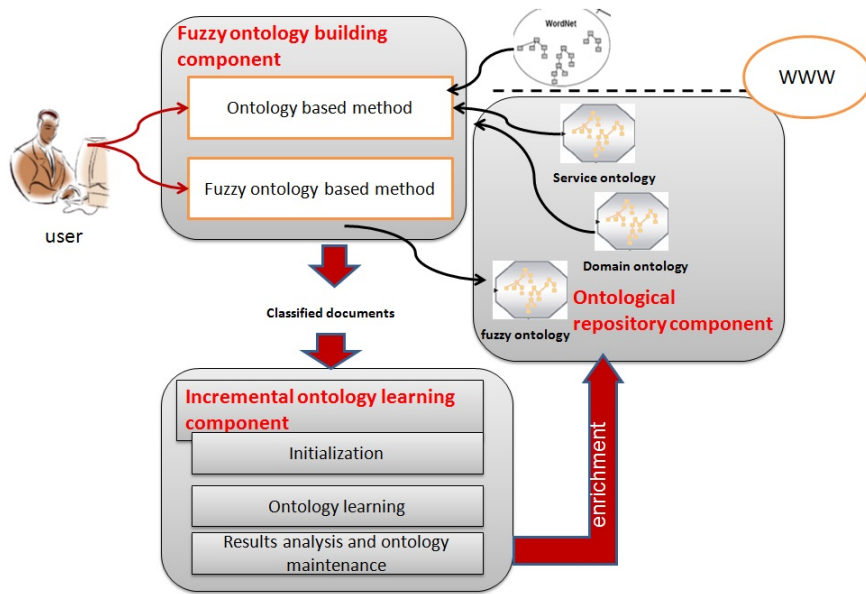 WordNet
WWW
Fuzzy ontology building
component
Ontology based method
Fuzzy ontology based method
user
Service ontology
Domain ontology
fuzzy ontology
Ontological
repository component
Classified documents
Incremental ontology learning
component
Initialization
Ontology learning
Results analysis and ontology
maintenance
enrichment